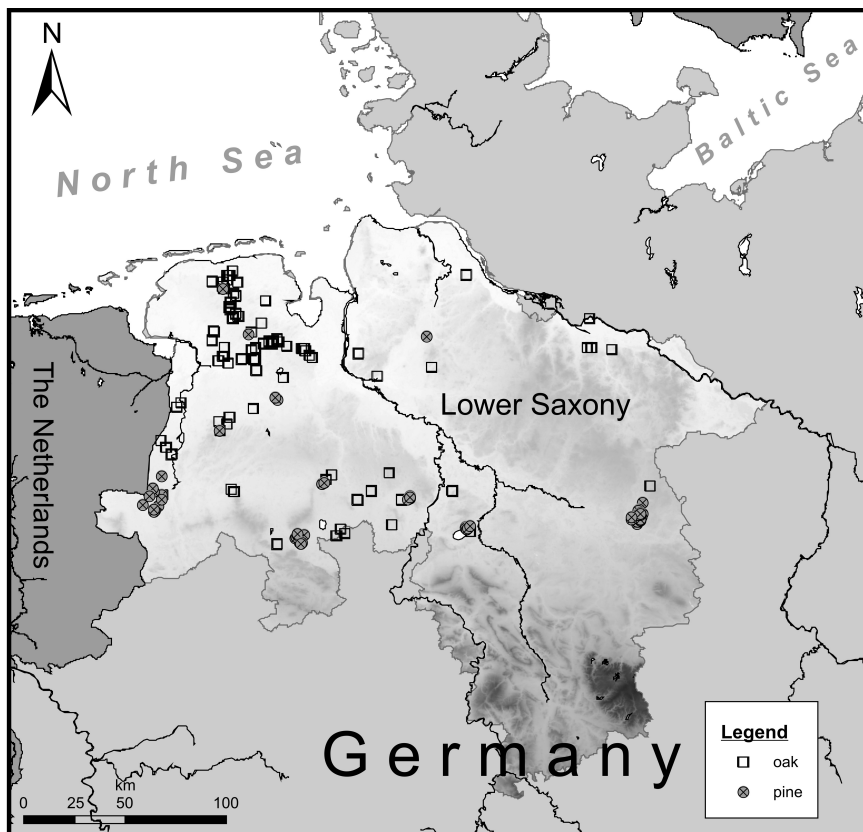 N
North Sea
Baltic Sea
The Netherlands
Lower Saxony
Germany
Legend
oak
pine
km
0 25 50 100